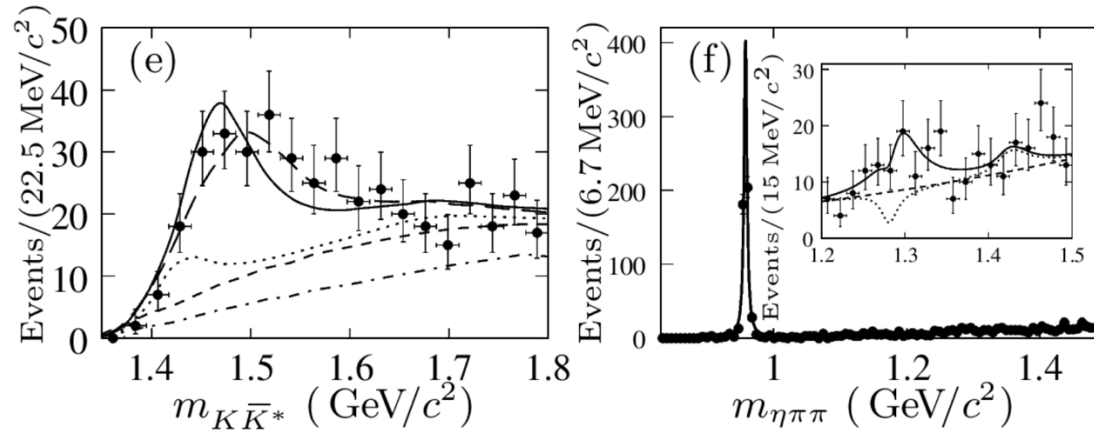 (e)
Events/(22.5 MeV/c²)
50
40
30
20
10
0
1.4 1.5 1.6 1.7 1.8
m_{K\overline{K}*} (GeV/c²)
(f)
Events/(6.7 MeV/c²)
400
300
200
100
0
1 1.2 1.4
m_{ηππ} (GeV/c²)
Events/(15 MeV/c²)
30
20
10
0
1.2 1.3 1.4 1.5